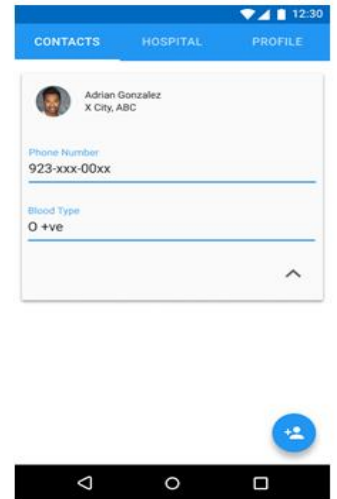 12:30
CONTACTS HOSPITAL PROFILE
Adrian Gonzalez
X City, ABC
Phone Number
923-xxx-00xx
Blood Type
O +ve